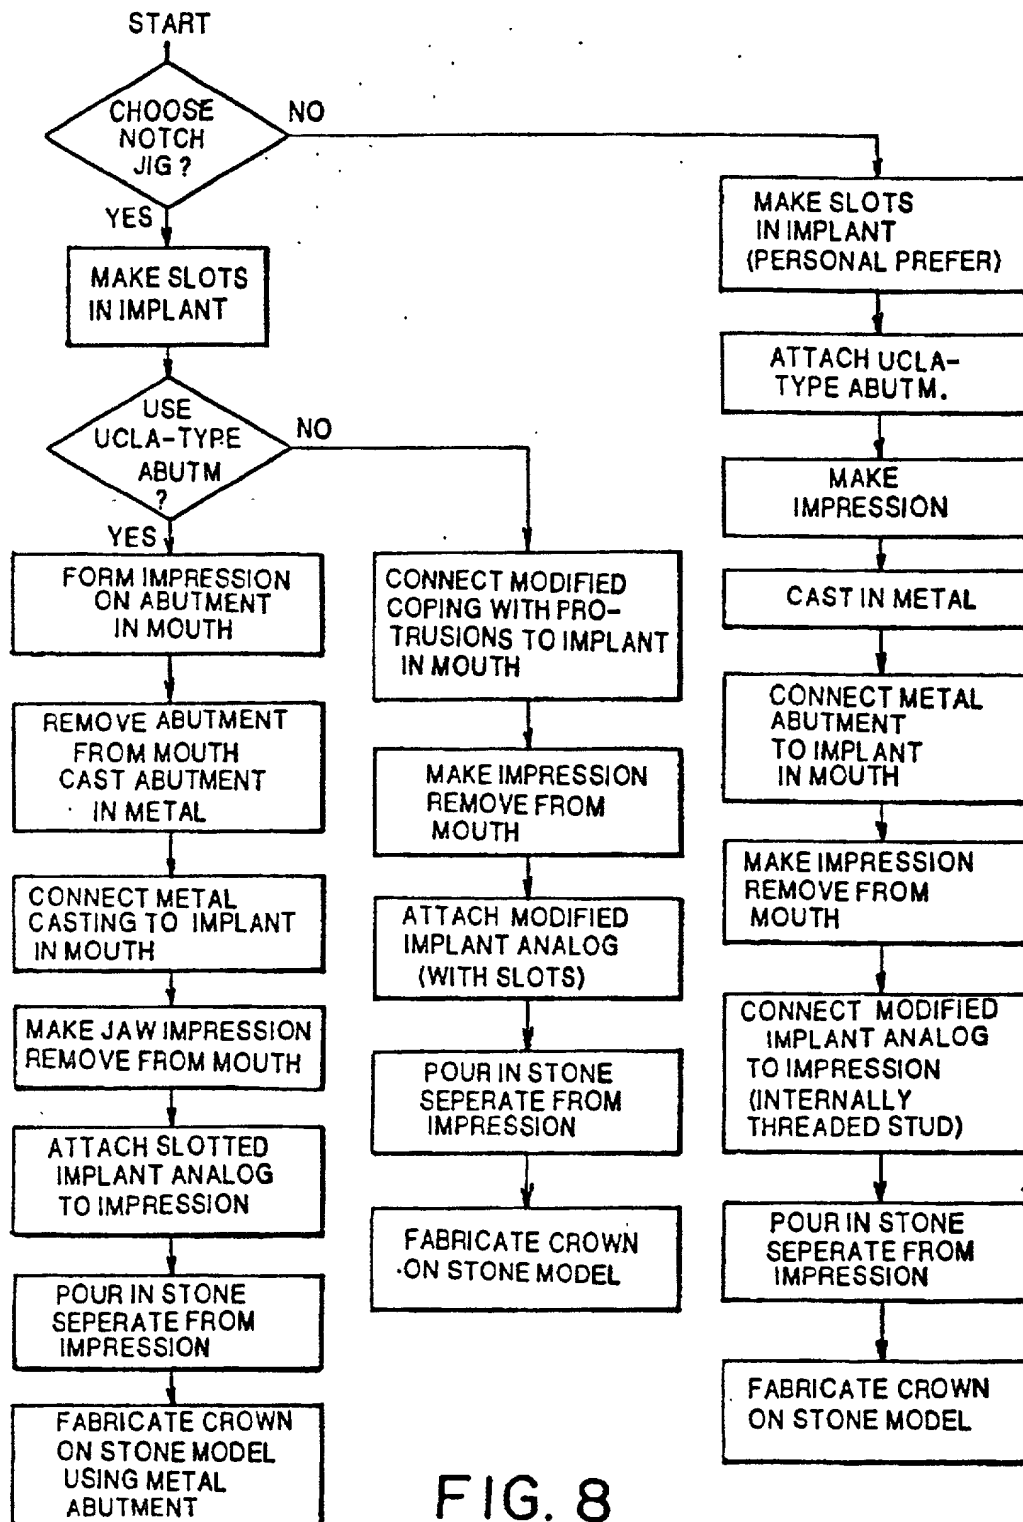 START
CHOOSE
NOTCH
JIG ?
NO
YES
MAKE SLOTS
IN IMPLANT
USE
UCLA-TYPE
ABUTM
?
NO
YES
FORM IMPRESSION
ON ABUTMENT
IN MOUTH
REMOVE ABUTMENT
FROM MOUTH
CAST ABUTMENT
IN METAL
CONNECT METAL
CASTING TO IMPLANT
IN MOUTH
MAKE JAW IMPRESSION
REMOVE FROM MOUTH
ATTACH SLOTTED
IMPLANT ANALOG
TO IMPRESSION
POUR IN STONE
SEPERATE FROM
IMPRESSION
FABRICATE CROWN
ON STONE MODEL
USING METAL
ABUTMENT
CONNECT MODIFIED
COPING WITH PRO-
TRUSIONS TO IMPLANT
IN MOUTH
MAKE IMPRESSION
REMOVE FROM
MOUTH
ATTACH MODIFIED
IMPLANT ANALOG
(WITH SLOTS)
POUR IN STONE
SEPERATE FROM
IMPRESSION
FABRICATE CROWN
ON STONE MODEL
MAKE SLOTS
IN IMPLANT
(PERSONAL PREFER)
ATTACH UCLA-
TYPE ABUTM.
MAKE
IMPRESSION
CAST IN METAL
CONNECT METAL
ABUTMENT
TO IMPLANT
IN MOUTH
MAKE IMPRESSION
REMOVE FROM
MOUTH
CONNECT MODIFIED
IMPLANT ANALOG
TO IMPRESSION
(INTERNALLY
THREADED STUD)
POUR IN STONE
SEPERATE FROM
IMPRESSION
FABRICATE CROWN
ON STONE MODEL
FIG. 8